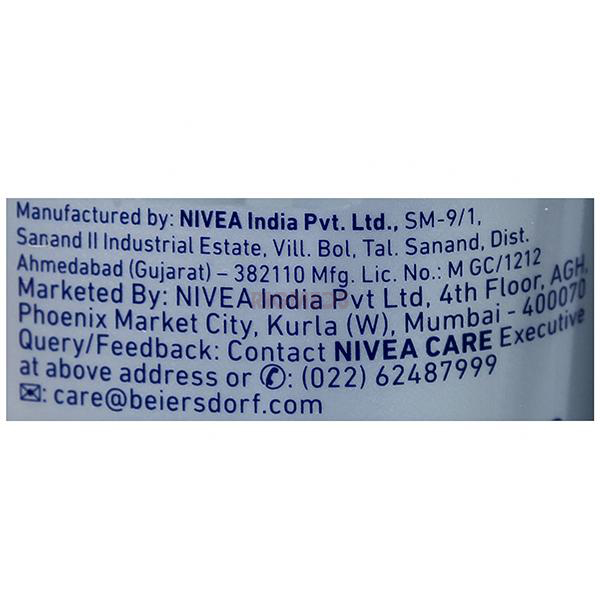 Manufactured by: NIVEA India Pvt. Ltd., SM-9/1,
Sanand II Industrial Estate, Vill. Bol, Tal. Sanand, Dist.
Ahmedabad (Gujarat) – 382110 Mfg. Lic. No.: M GC/1212
Marketed By: NIVEA India Pvt Ltd, 4th Floor, AGH,
Phoenix Market City, Kurla (W), Mumbai - 400070
Query/Feedback: Contact NIVEA CARE Executive
at above address or ✆: (022) 62487999
✉: care@beiersdorf.com